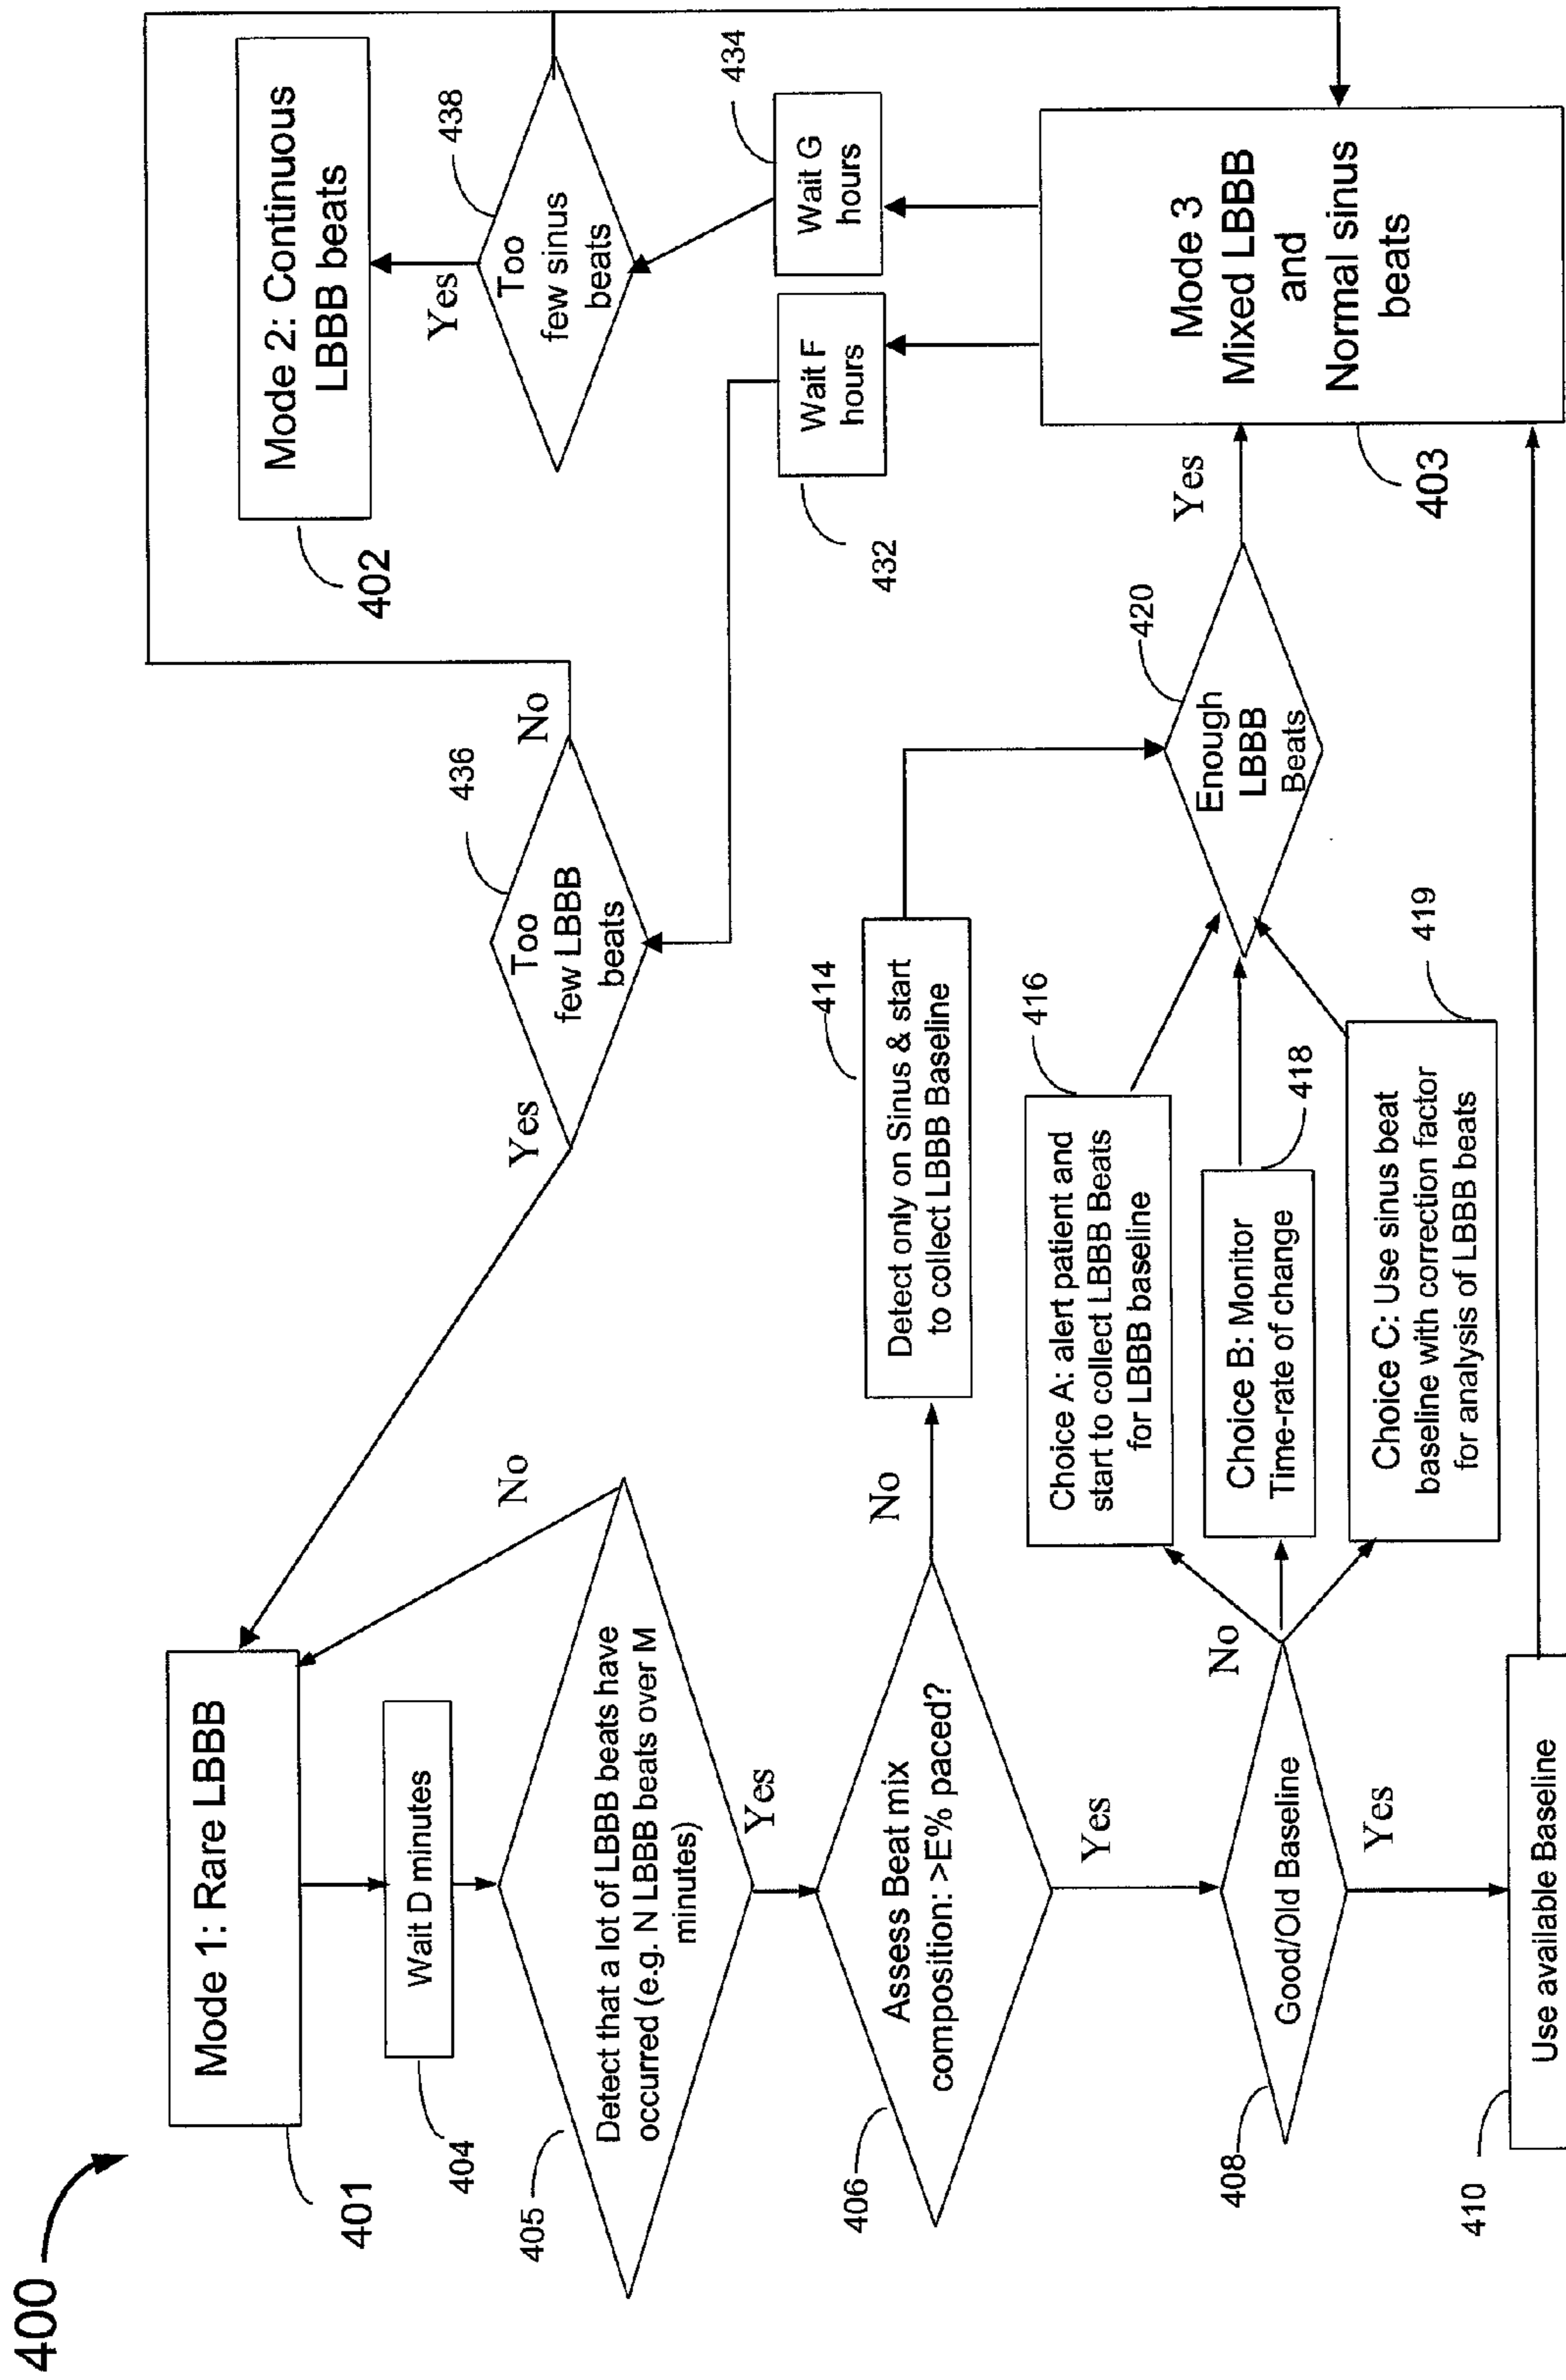 400
Mode 1: Rare LBBB
401
Wait D minutes
404
Detect that a lot of LBBB beats have
occurred (e.g. N LBBB beats over M
minutes)
405
No
Yes
Assess Beat mix
composition: >E% paced?
406
No
Yes
Good/Old Baseline
408
No
Yes
Use available Baseline
410
Detect only on Sinus & start
to collect LBBB Baseline
414
Choice A: alert patient and
start to collect LBBB Beats
for LBBB baseline
416
Choice B: Monitor
Time-rate of change
418
Choice C: Use sinus beat
baseline with correction factor
for analysis of LBBB beats
419
Enough
LBBB
Beats
420
Yes
Too
few LBBB
beats
436
Yes
No
Mode 2: Continuous
LBBB beats
402
Too
few sinus
beats
438
Yes
Wait F
hours
432
Wait G
hours
434
Mode 3
Mixed LBBB
and
Normal sinus
beats
403